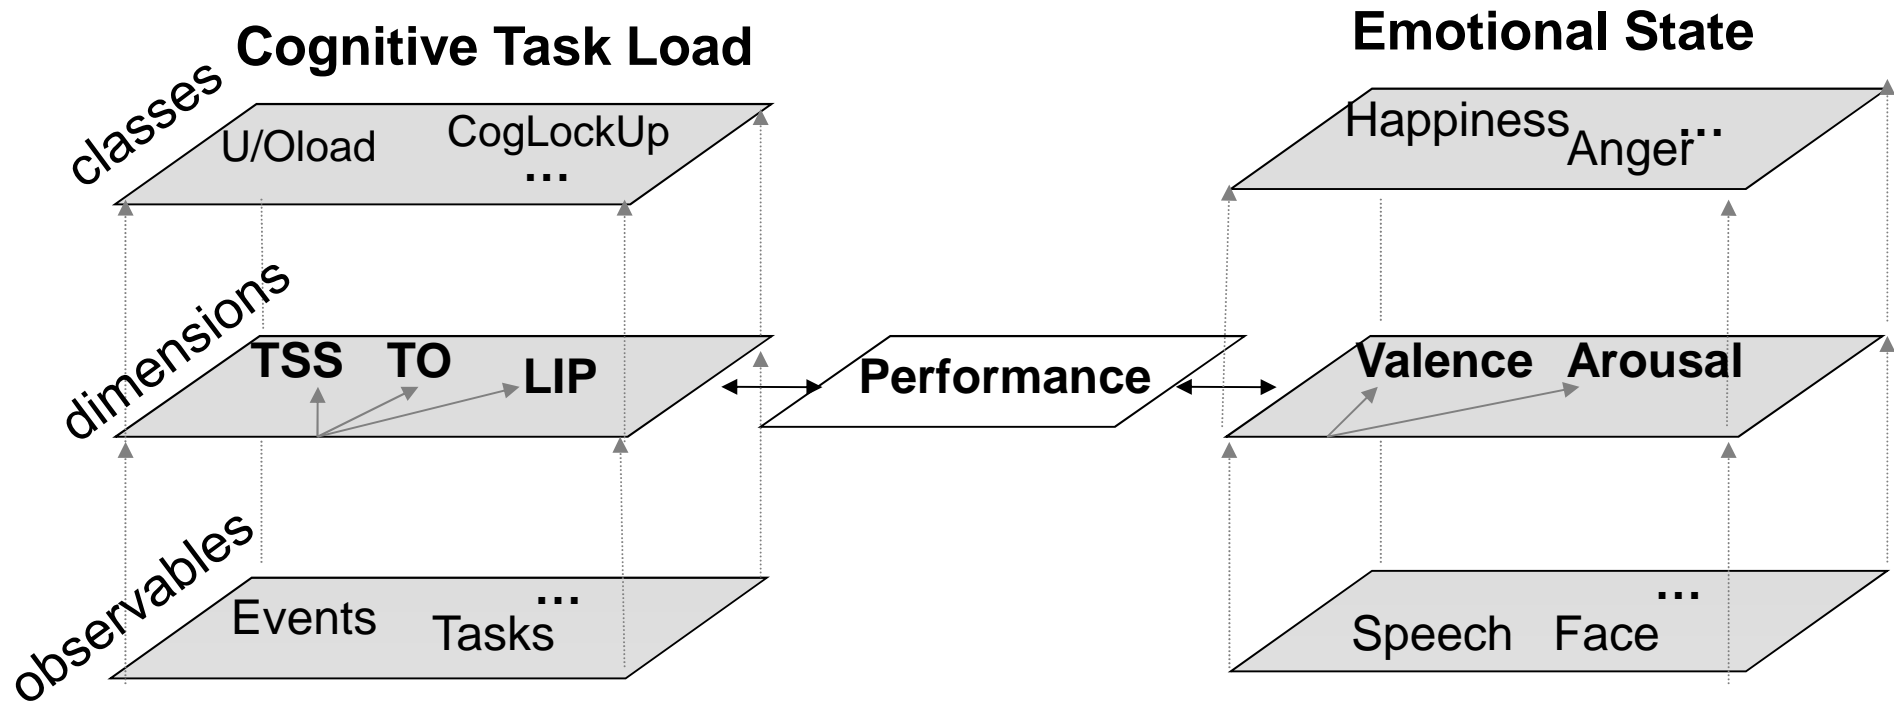 Cognitive Task Load
Emotional State
classes
U/Oload
CogLockUp
...
Happiness
Anger
...
dimensions
TSS
TO
LIP
Performance
Valence
Arousal
observables
Events
Tasks
...
Speech
Face
...